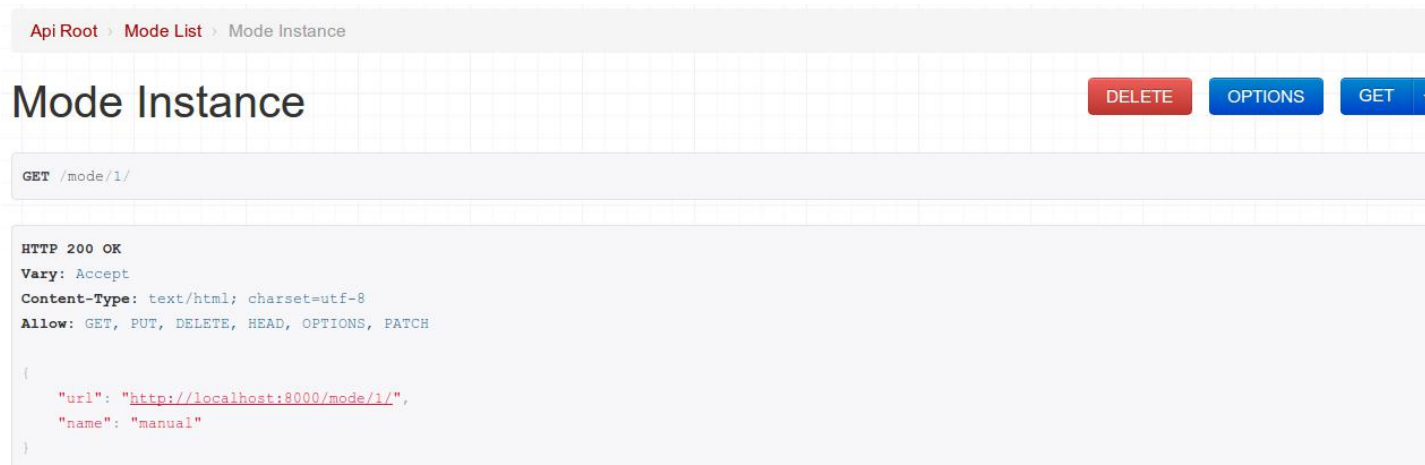 Api Root › Mode List › Mode Instance
Mode Instance
DELETE OPTIONS GET
GET /mode/1/
HTTP 200 OK
Vary: Accept
Content-Type: text/html; charset=utf-8
Allow: GET, PUT, DELETE, HEAD, OPTIONS, PATCH
{
"url": "http://localhost:8000/mode/1/",
"name": "manual"
}